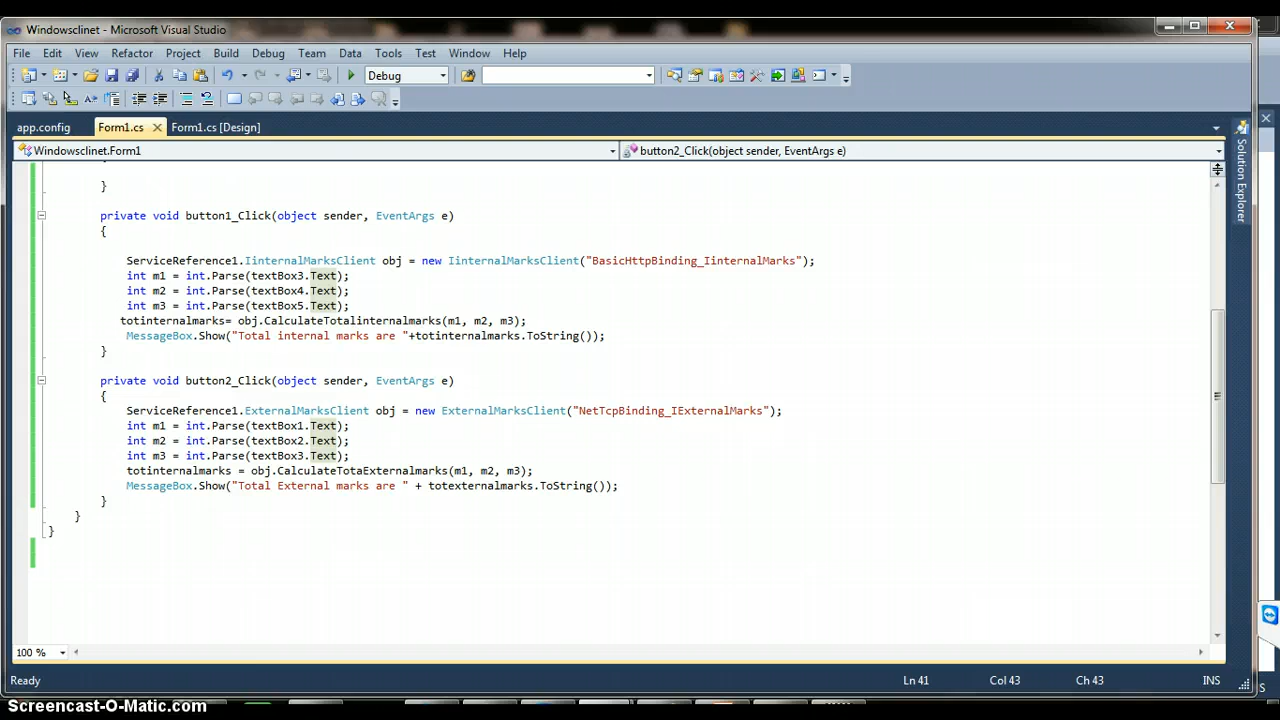 Windowsclinet - Microsoft Visual Studio
File Edit View Refactor Project Build Debug Team Data Tools Test Window Help
Debug
app.config Form1.cs Form1.cs [Design]
Windowsclinet.Form1 button2_Click(object sender, EventArgs e)
Solution Explorer
}
private void button1_Click(object sender, EventArgs e)
{
ServiceReference1.IinternalMarksClient obj = new IinternalMarksClient("BasicHttpBinding_IinternalMarks");
int m1 = int.Parse(textBox3.Text);
int m2 = int.Parse(textBox4.Text);
int m3 = int.Parse(textBox5.Text);
totinternalmarks= obj.CalculateTotalinternalmarks(m1, m2, m3);
MessageBox.Show("Total internal marks are "+totinternalmarks.ToString());
}
private void button2_Click(object sender, EventArgs e)
{
ServiceReference1.ExternalMarksClient obj = new ExternalMarksClient("NetTcpBinding_IExternalMarks");
int m1 = int.Parse(textBox1.Text);
int m2 = int.Parse(textBox2.Text);
int m3 = int.Parse(textBox3.Text);
totinternalmarks = obj.CalculateTotaExternalmarks(m1, m2, m3);
MessageBox.Show("Total External marks are " + totexternalmarks.ToString());
}
}
}
100 %
Ready Ln 41 Col 43 Ch 43 INS
Screencast-O-Matic.com